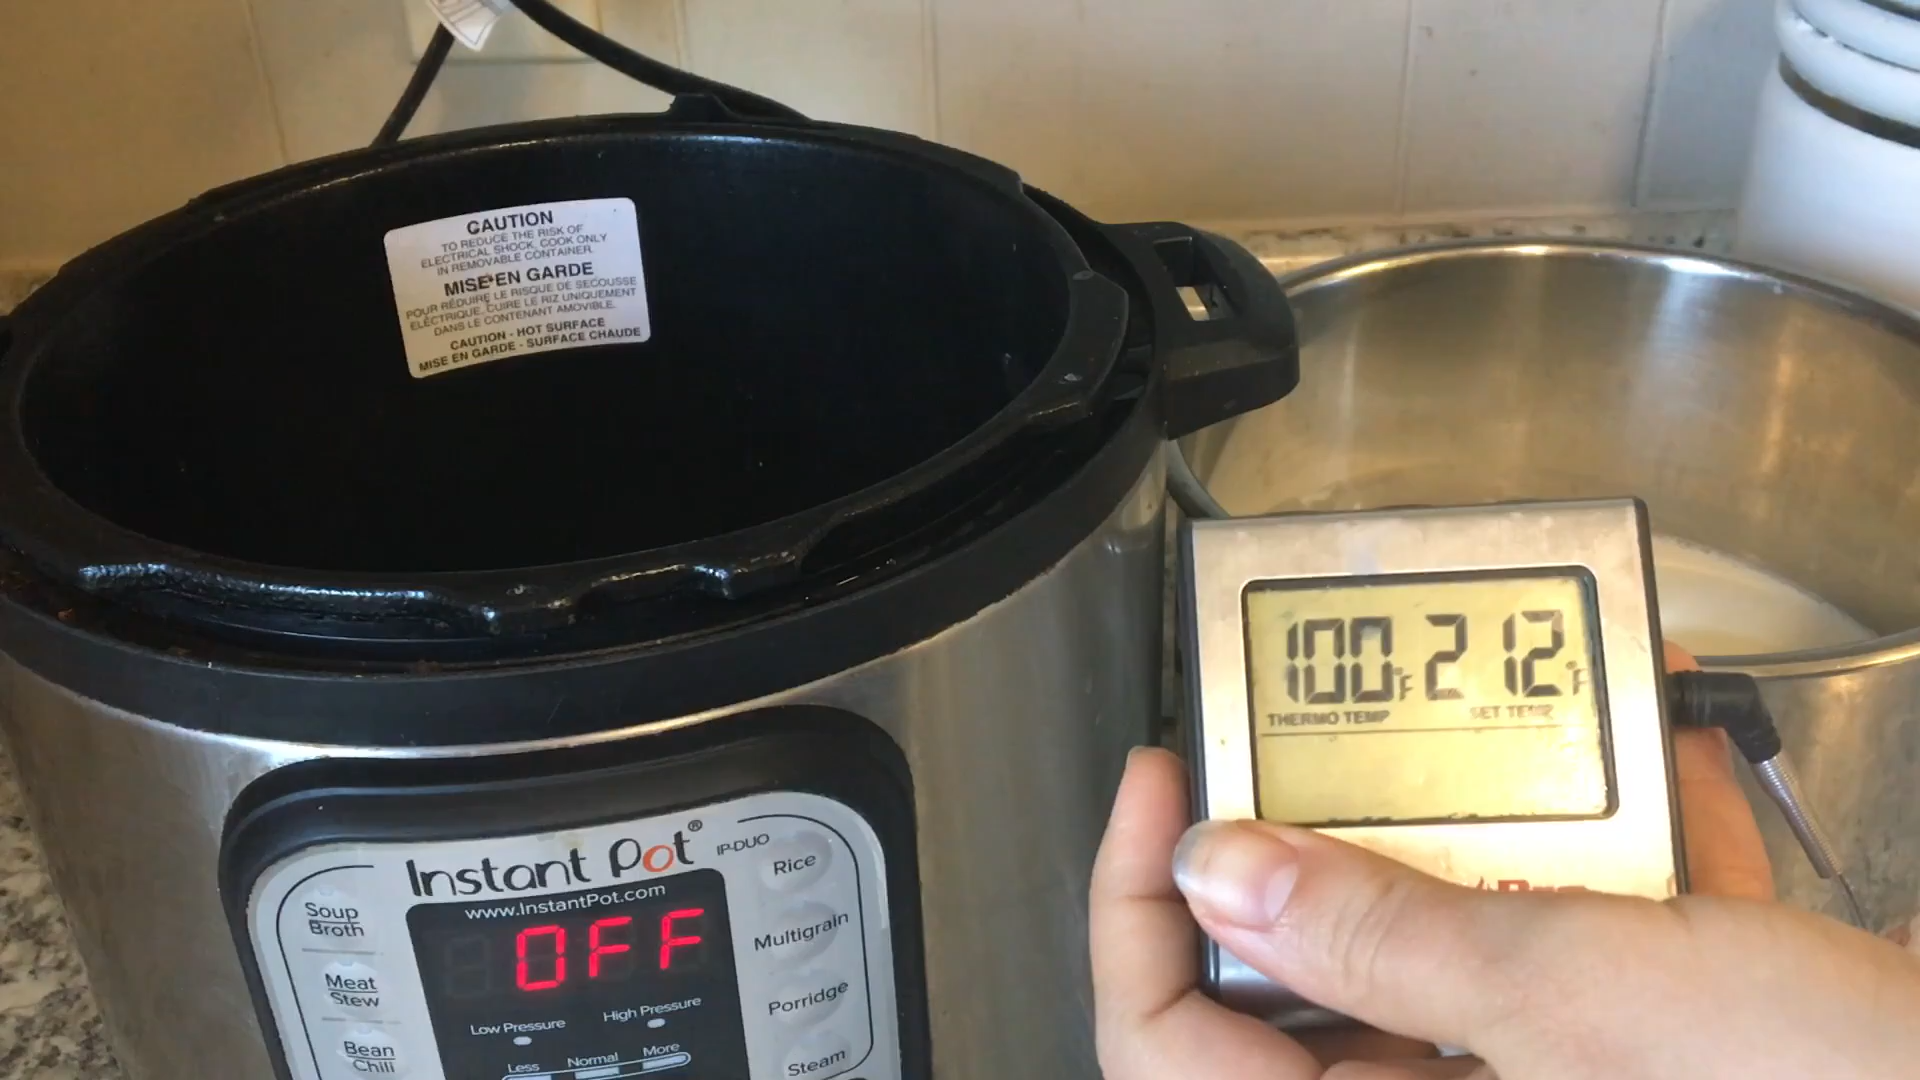 CAUTION
TO REDUCE THE RISK OF
ELECTRICAL SHOCK, COOK ONLY
IN REMOVABLE CONTAINER.
MISE EN GARDE
POUR RÉDUIRE LE RISQUE DE SECOUSSE
ÉLECTRIQUE, CUIRE LE RIZ UNIQUEMENT
DANS LE CONTENANT AMOVIBLE.
CAUTION - HOT SURFACE
MISE EN GARDE - SURFACE CHAUDE
100°F 212°F
THERMO TEMP SET TEMP
Instant Pot® IP-DUO
www.InstantPot.com
OFF
Low Pressure High Pressure
Less Normal More
Soup
Broth
Meat
Stew
Bean
Chili
Rice
Multigrain
Porridge
Steam